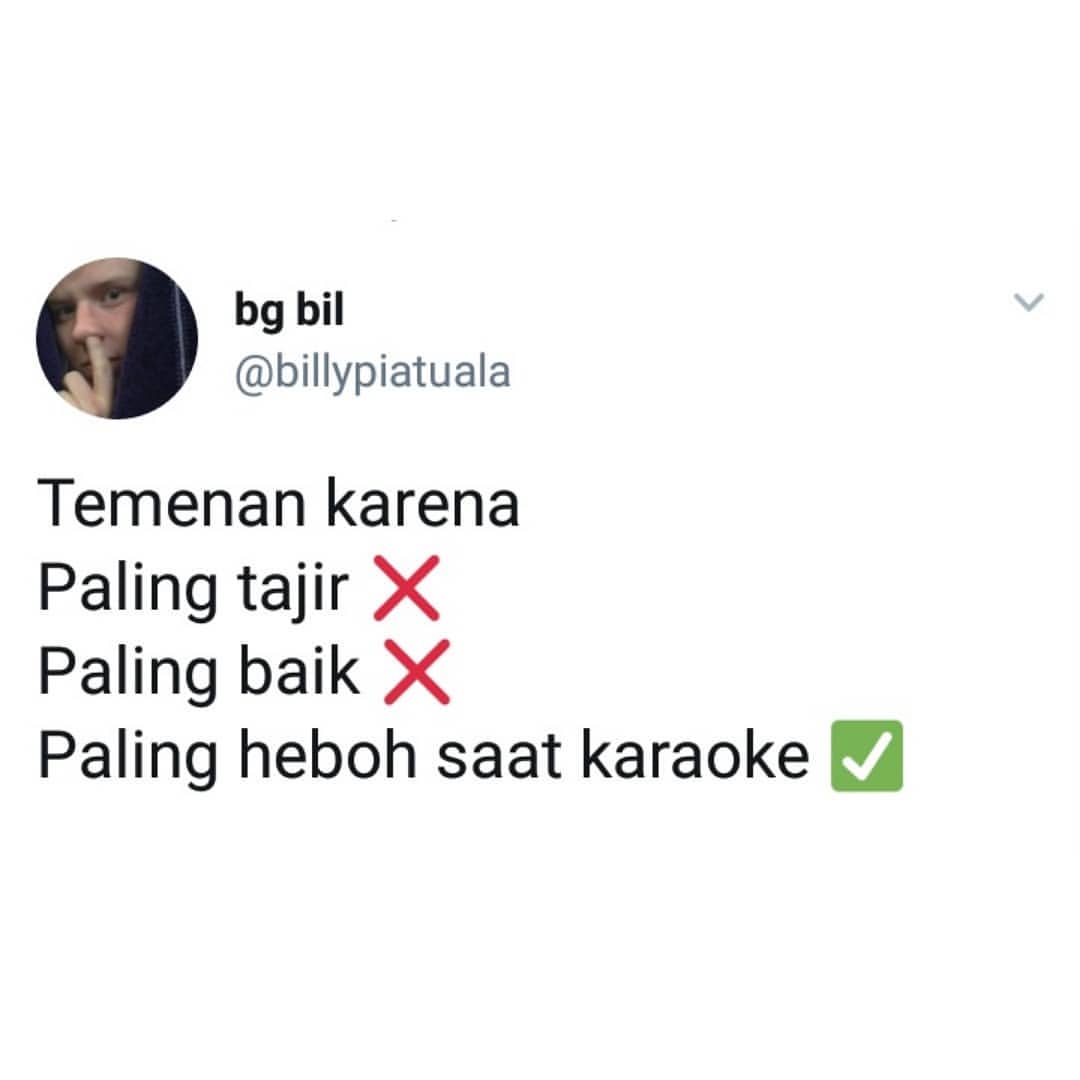 bg bil
@billypiatuala
Temenan karena
Paling tajir ❌
Paling baik ❌
Paling heboh saat karaoke ✅